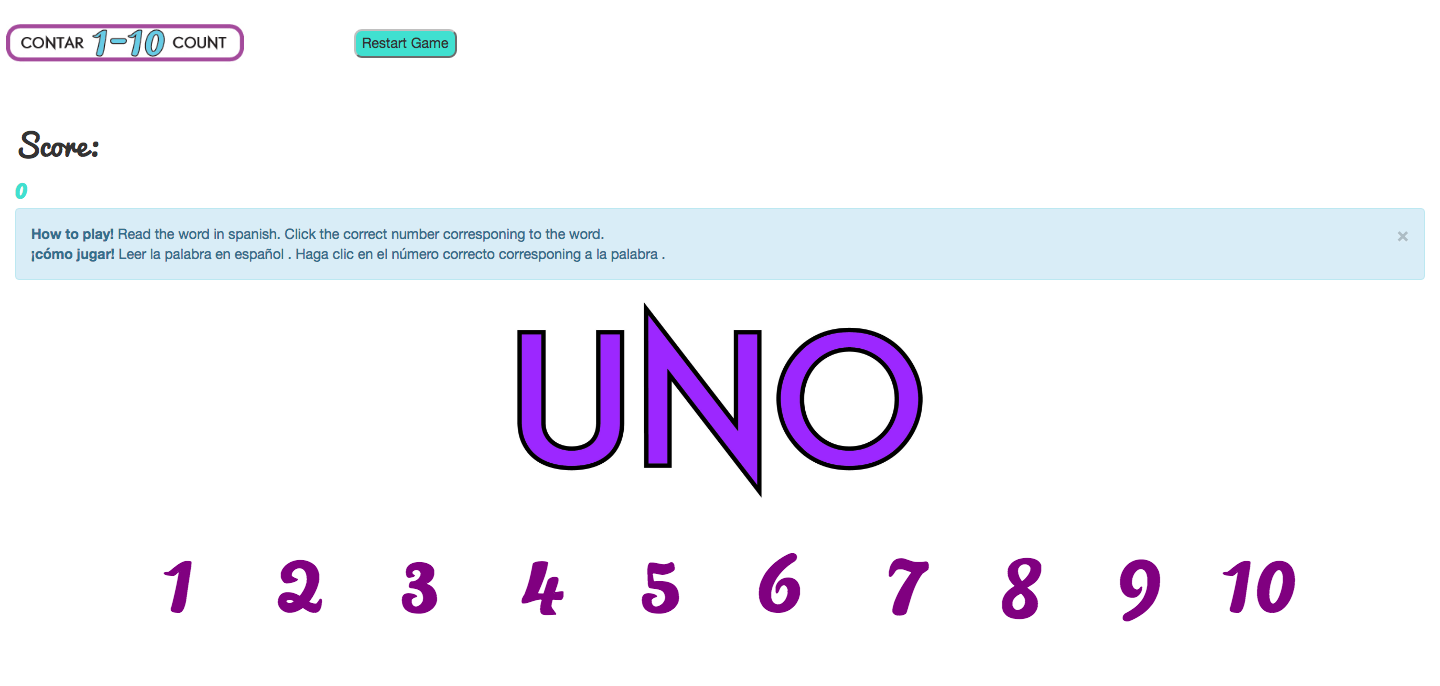 CONTAR 1-10 COUNT
Restart Game
Score:
0
How to play! Read the word in spanish. Click the correct number corresponing to the word.
¡cómo jugar! Leer la palabra en español . Haga clic en el número correcto corresponing a la palabra .
×
UNO
1 2 3 4 5 6 7 8 9 10